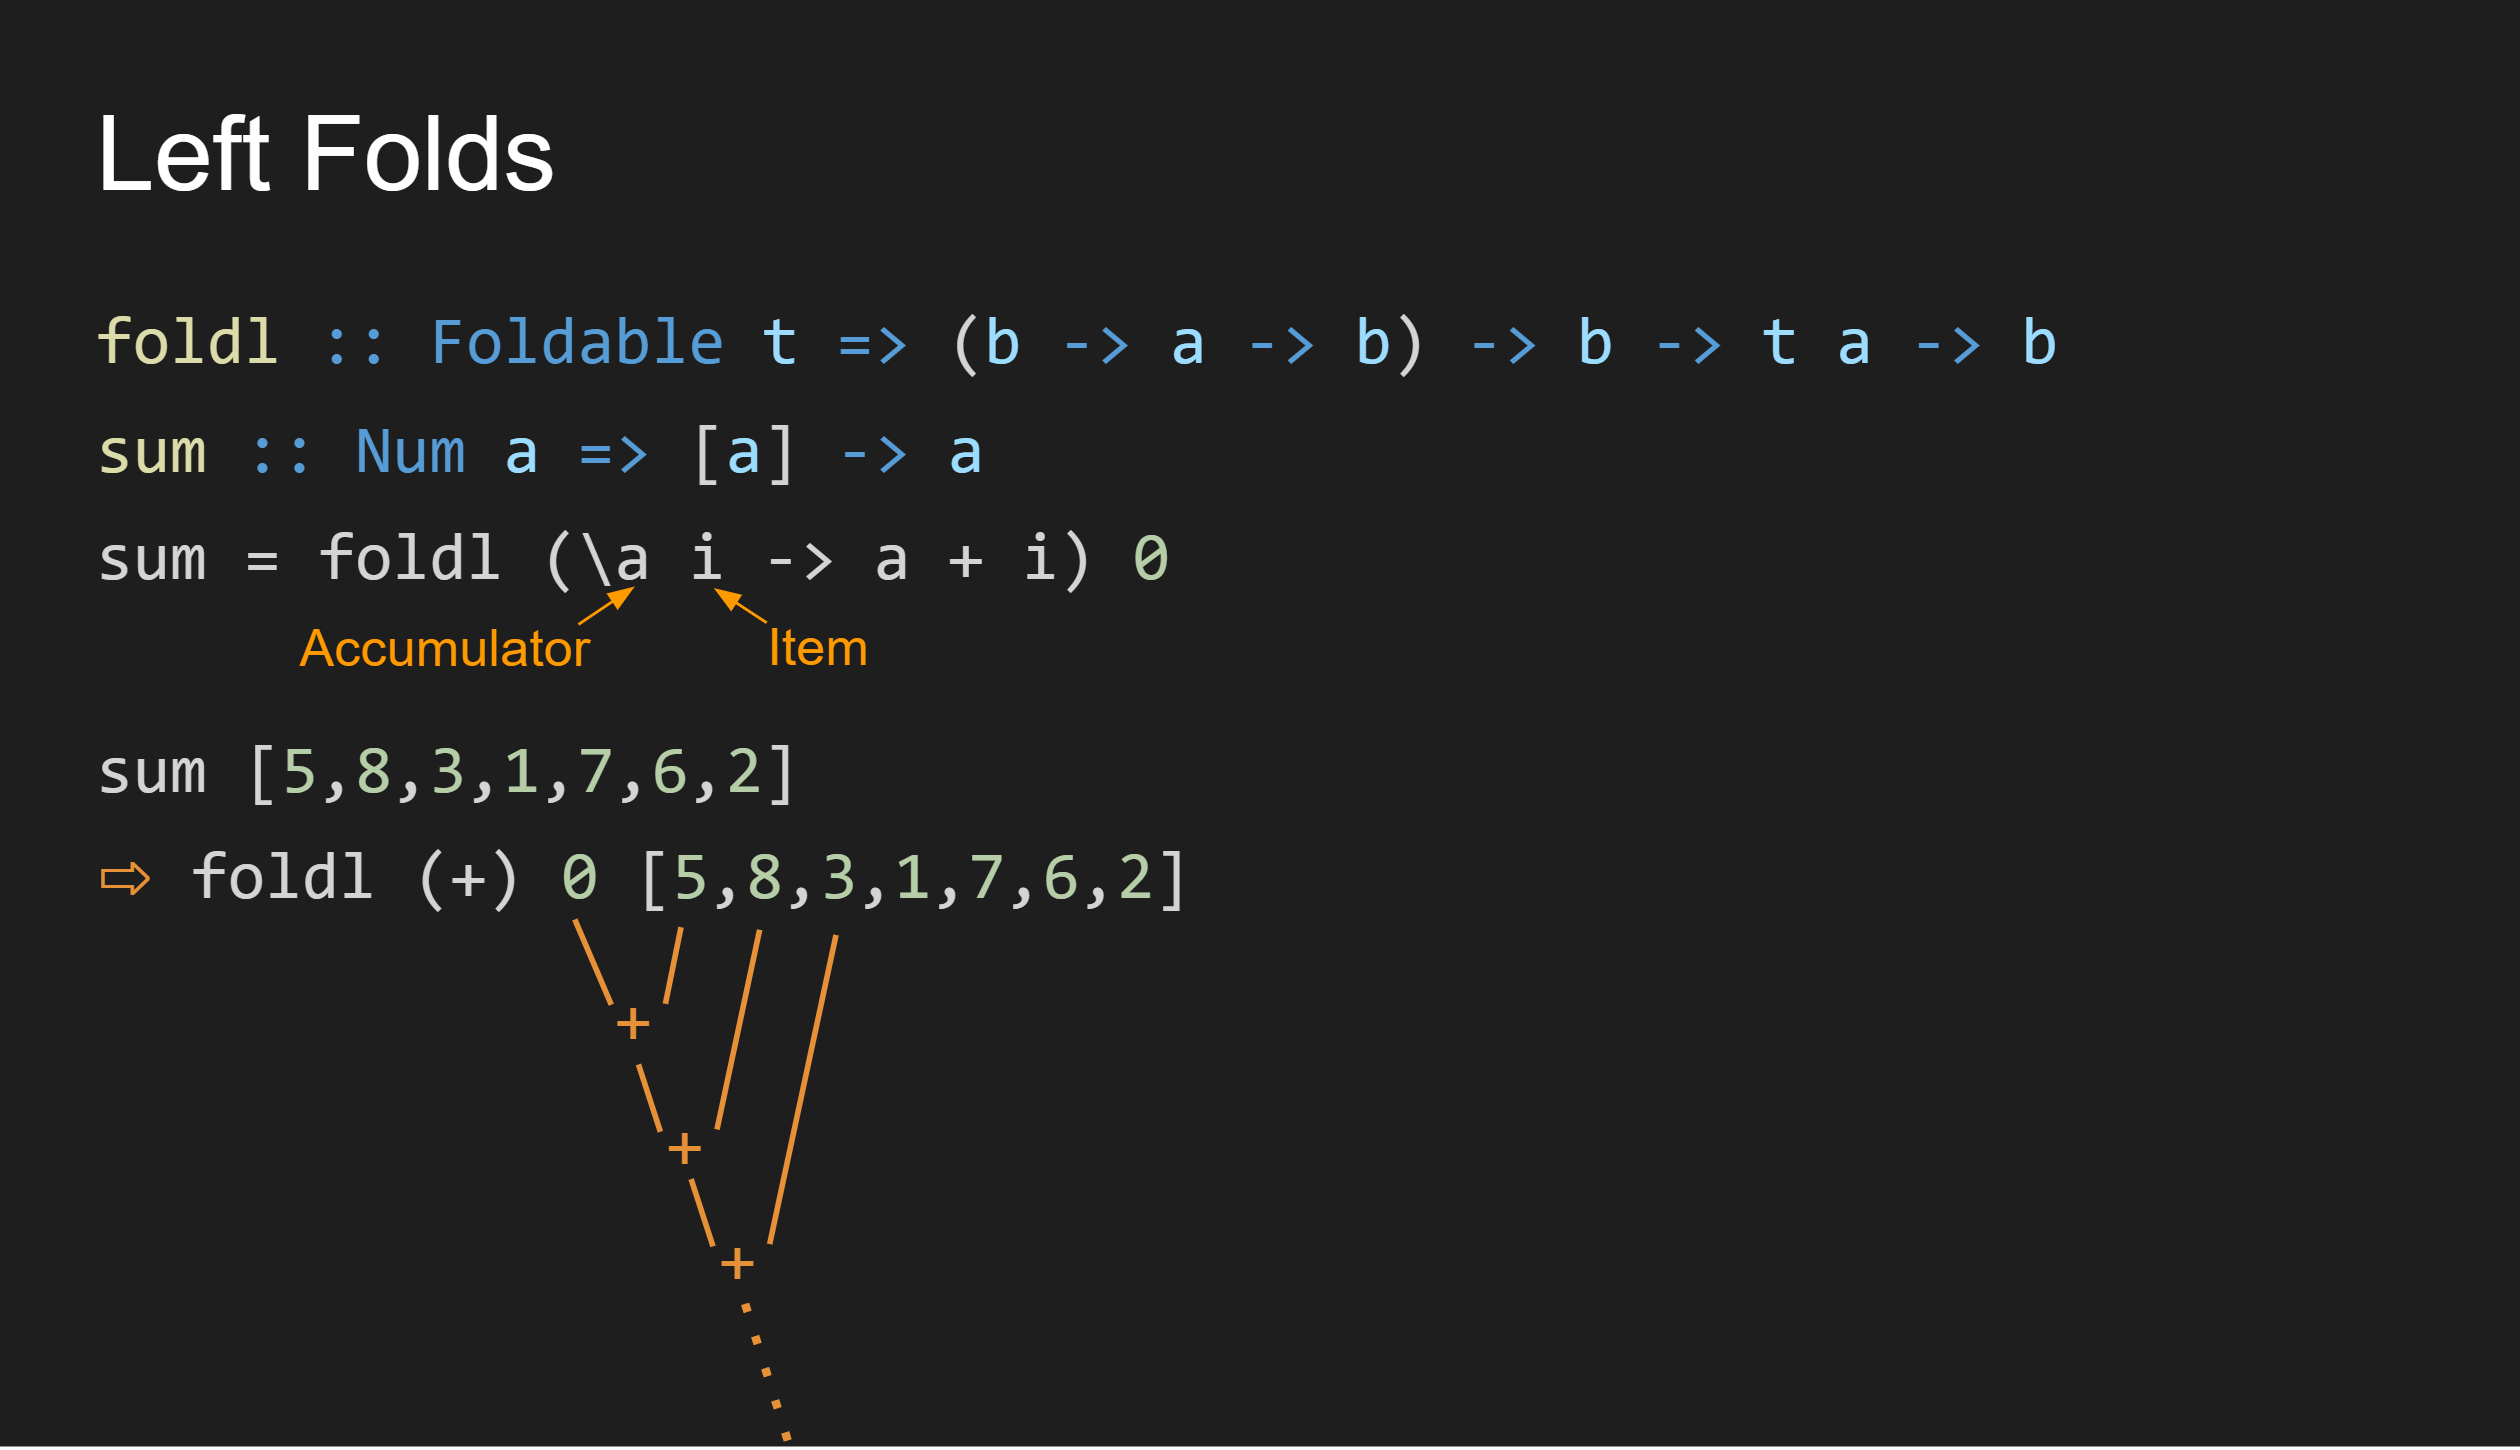 Left Folds
foldl :: Foldable t => (b -> a -> b) -> b -> t a -> b
sum :: Num a => [a] -> a
sum = foldl (\a i -> a + i) 0
Accumulator Item
sum [5,8,3,1,7,6,2]
⇨ foldl (+) 0 [5,8,3,1,7,6,2]
+
+
+